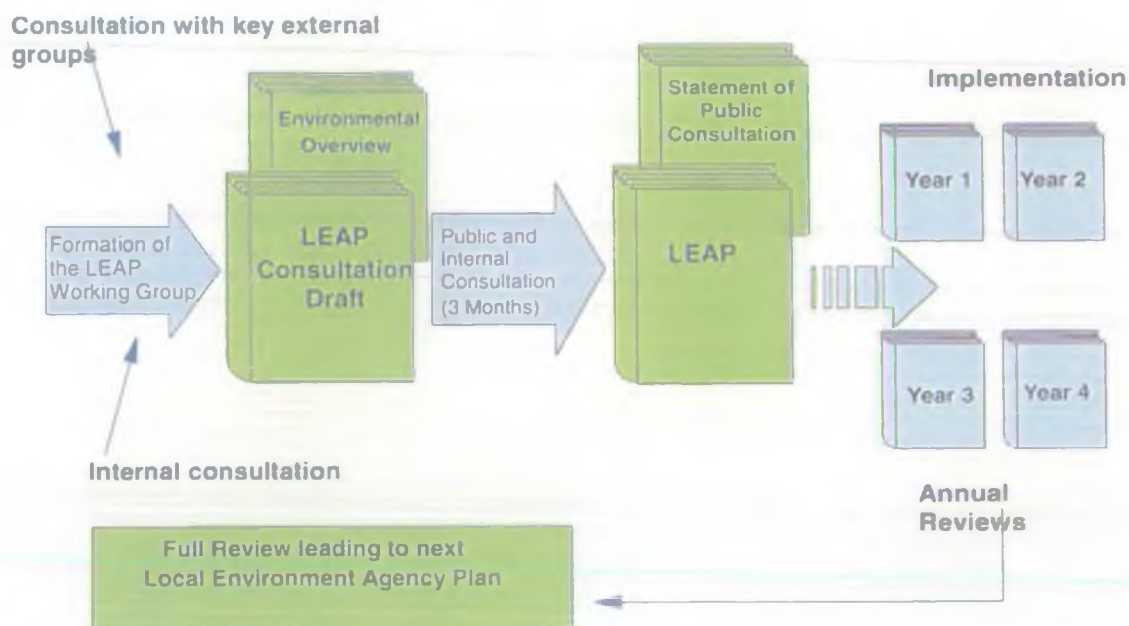 Consultation with key external
groups
Environmental
Overview
Statement of
Public
Consultation
Implementation
Formation of
the LEAP
Working Group
LEAP
Consultation
Draft
Public and
Internal
Consultation
(3 Months)
LEAP
Year 1
Year 2
Year 3
Year 4
Internal consultation
Annual
Reviews
Full Review leading to next
Local Environment Agency Plan